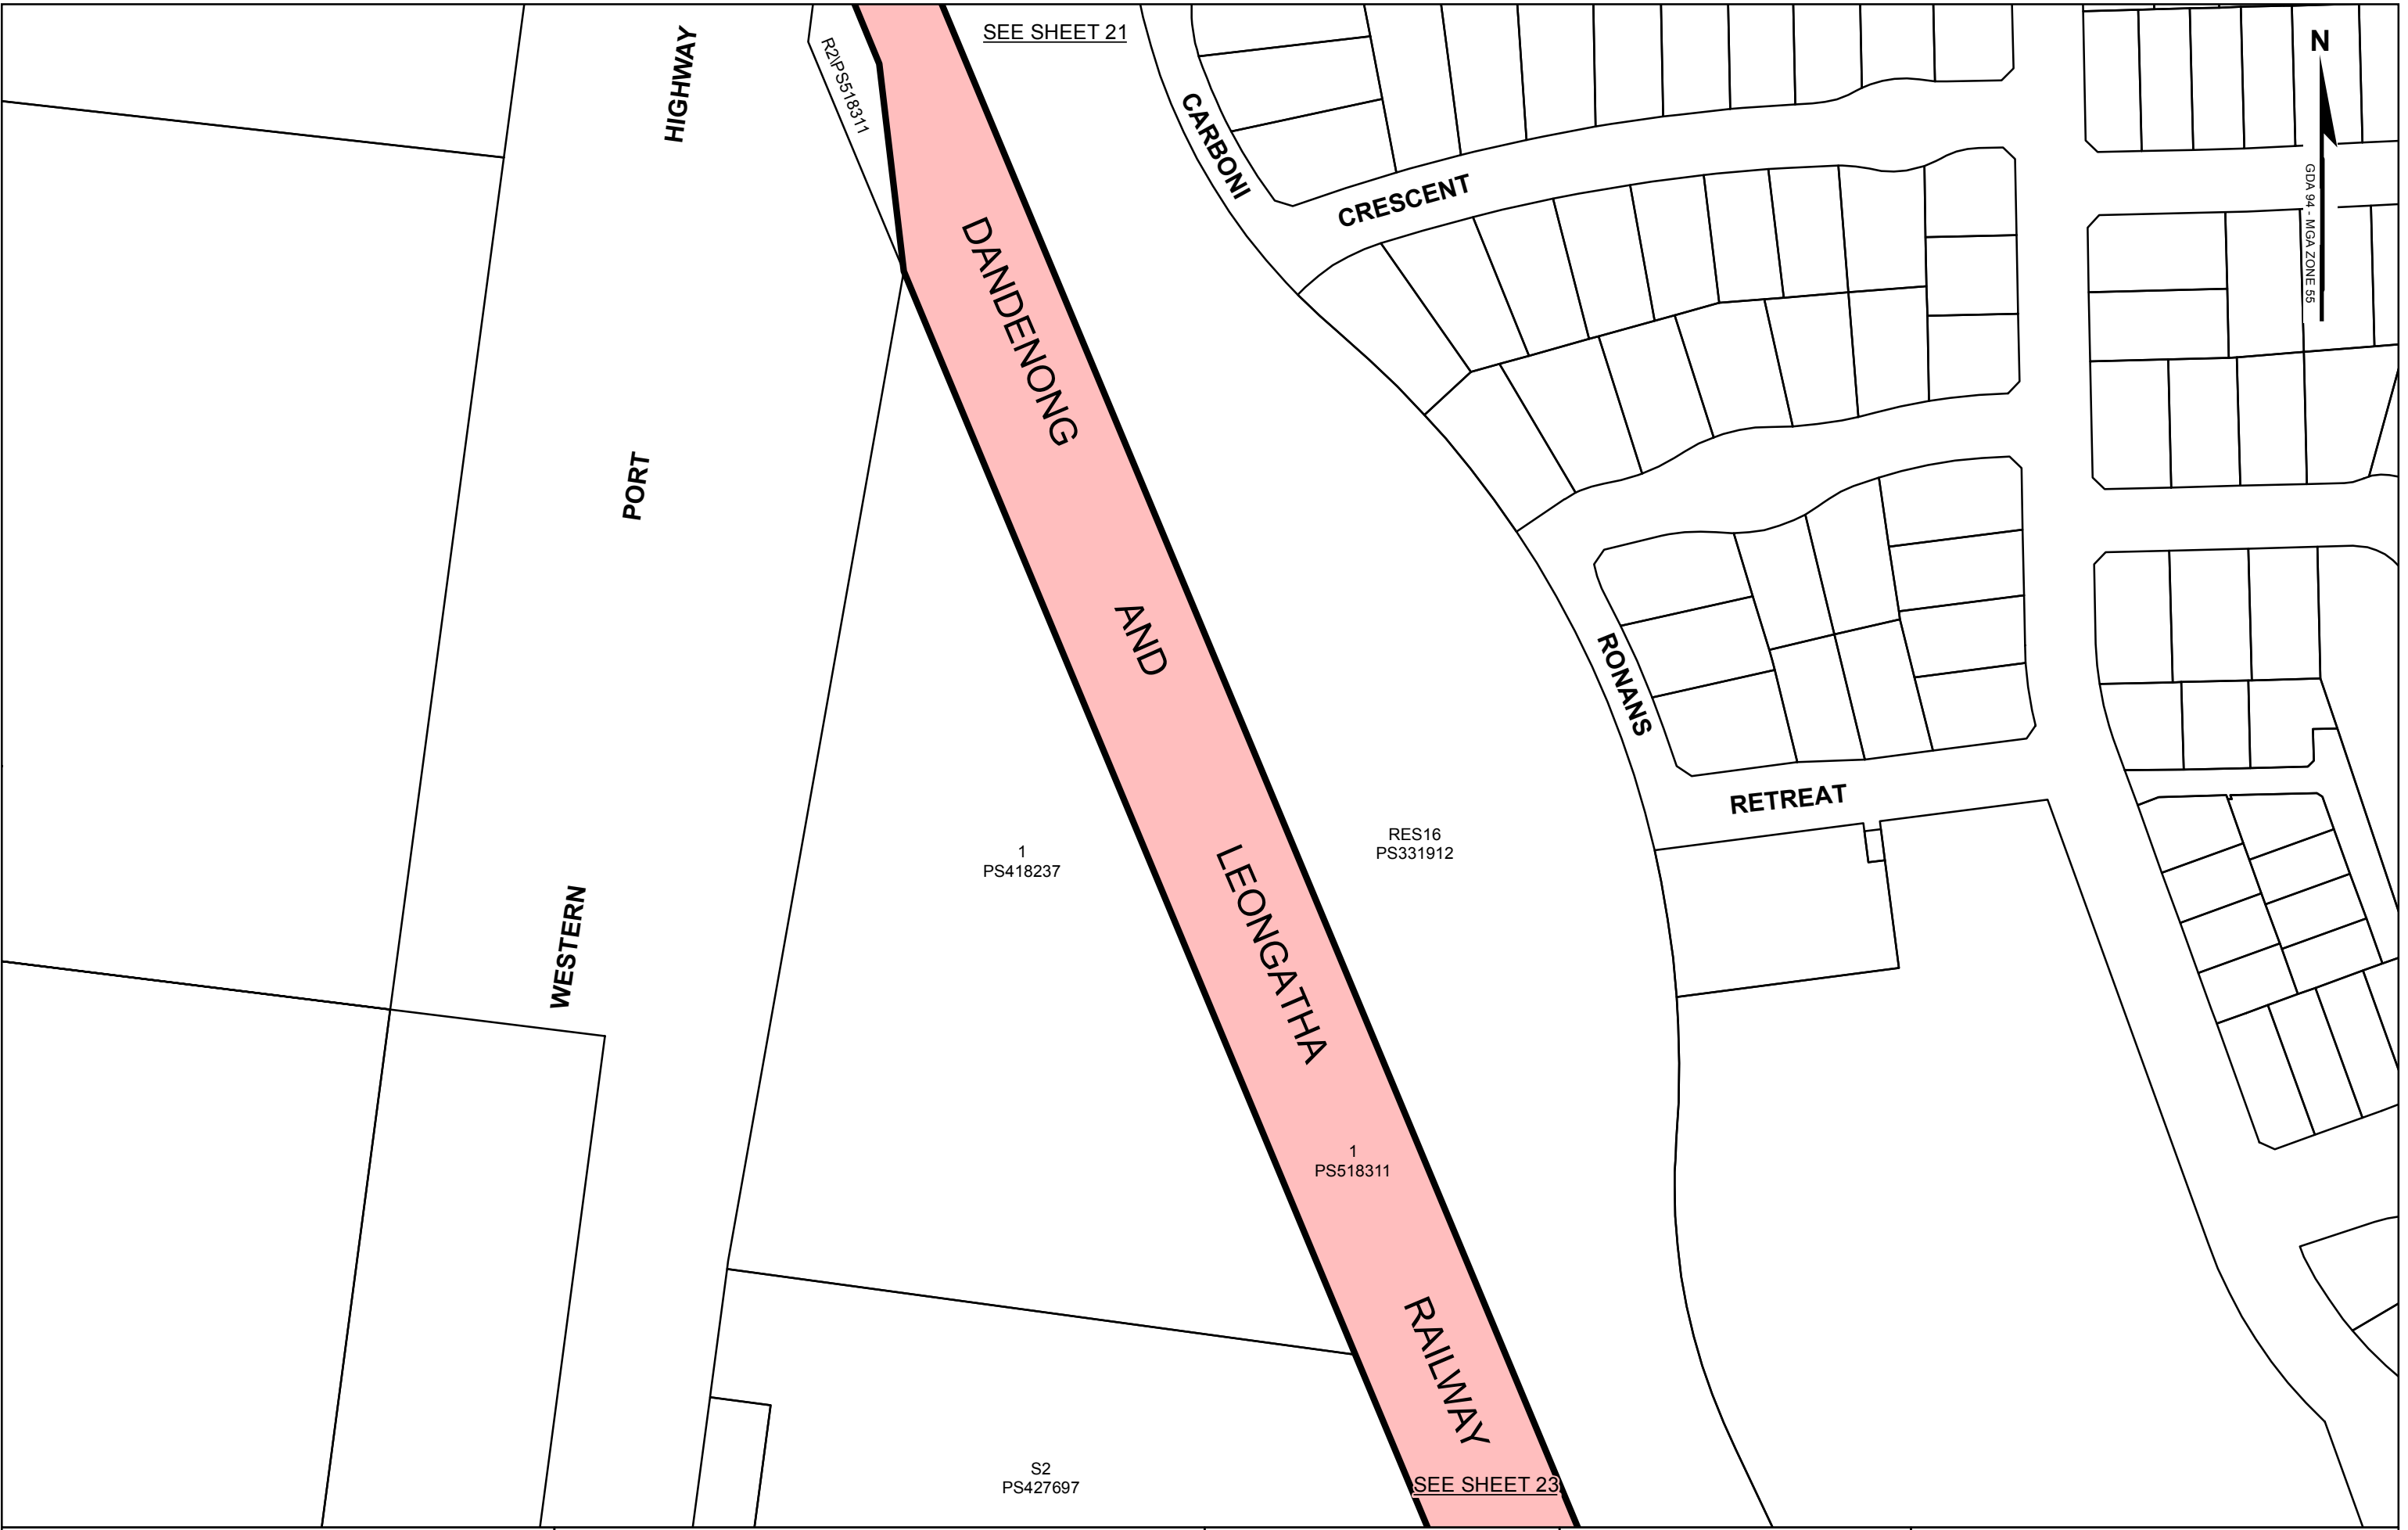 SEE SHEET 21
N
GDA 94 - MGA ZONE 55
HIGHWAY
R2\PS518311
CARBONI
CRESCENT
DANDENONG
PORT
AND
RONANS
RETREAT
RES16
PS331912
1
PS418237
LEONGATHA
WESTERN
1
PS518311
RAILWAY
S2
PS427697
SEE SHEET 23